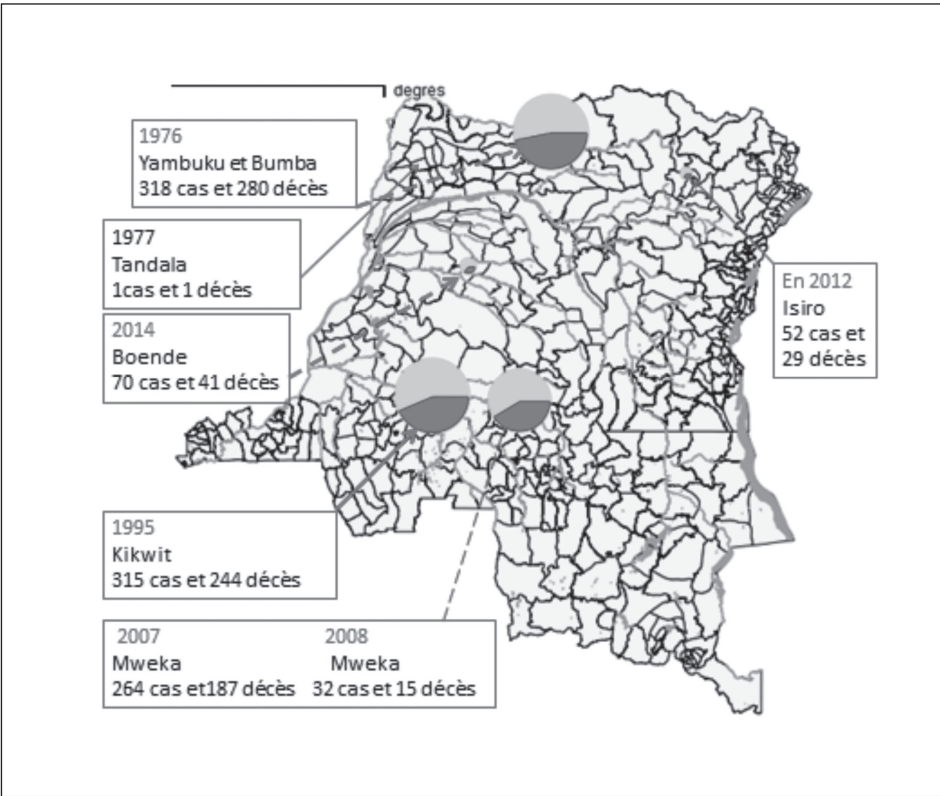 degrés
1976
Yambuku et Bumba
318 cas et 280 décès
1977
Tandala
1cas et 1 décès
2014
Boende
70 cas et 41 décès
En 2012
Isiro
52 cas et
29 décès
1995
Kikwit
315 cas et 244 décès
2007 2008
Mweka Mweka
264 cas et187 décès 32 cas et 15 décès